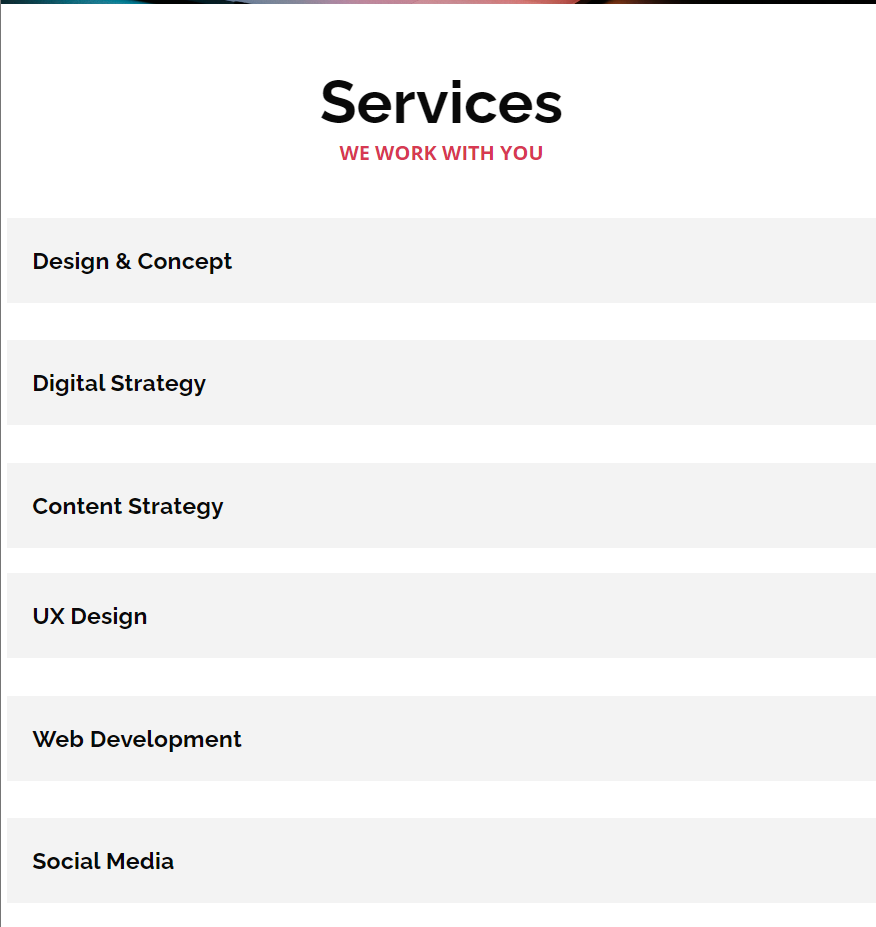 Services
WE WORK WITH YOU
Design & Concept
Digital Strategy
Content Strategy
UX Design
Web Development
Social Media